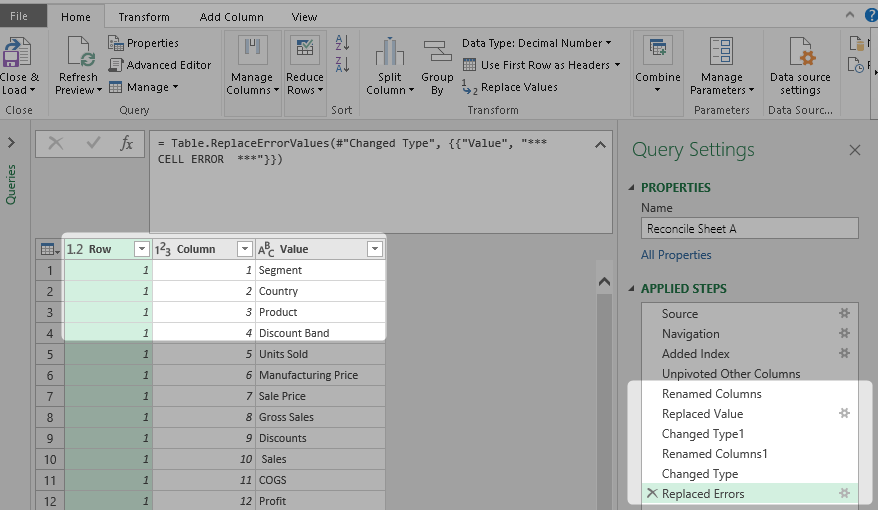 File Home Transform Add Column View
Close & Load
Close
Refresh Preview
Properties
Advanced Editor
Manage
Query
Manage Columns
Reduce Rows
Sort
Split Column
Group By
Data Type: Decimal Number
Use First Row as Headers
1 2 Replace Values
Transform
Combine
Manage Parameters
Parameters
Data source settings
Data Sourc...
Queries
fx
= Table.ReplaceErrorValues(#"Changed Type", {{"Value", "***
CELL ERROR  ***"}})
1.2 Row 123 Column ABC Value
1 1 1 Segment
2 1 2 Country
3 1 3 Product
4 1 4 Discount Band
5 1 5 Units Sold
6 1 6 Manufacturing Price
7 1 7 Sale Price
8 1 8 Gross Sales
9 1 9 Discounts
10 1 10 Sales
11 1 11 COGS
12 1 12 Profit
Query Settings
PROPERTIES
Name
Reconcile Sheet A
All Properties
APPLIED STEPS
Source
Navigation
Added Index
Unpivoted Other Columns
Renamed Columns
Replaced Value
Changed Type1
Renamed Columns1
Changed Type
Replaced Errors